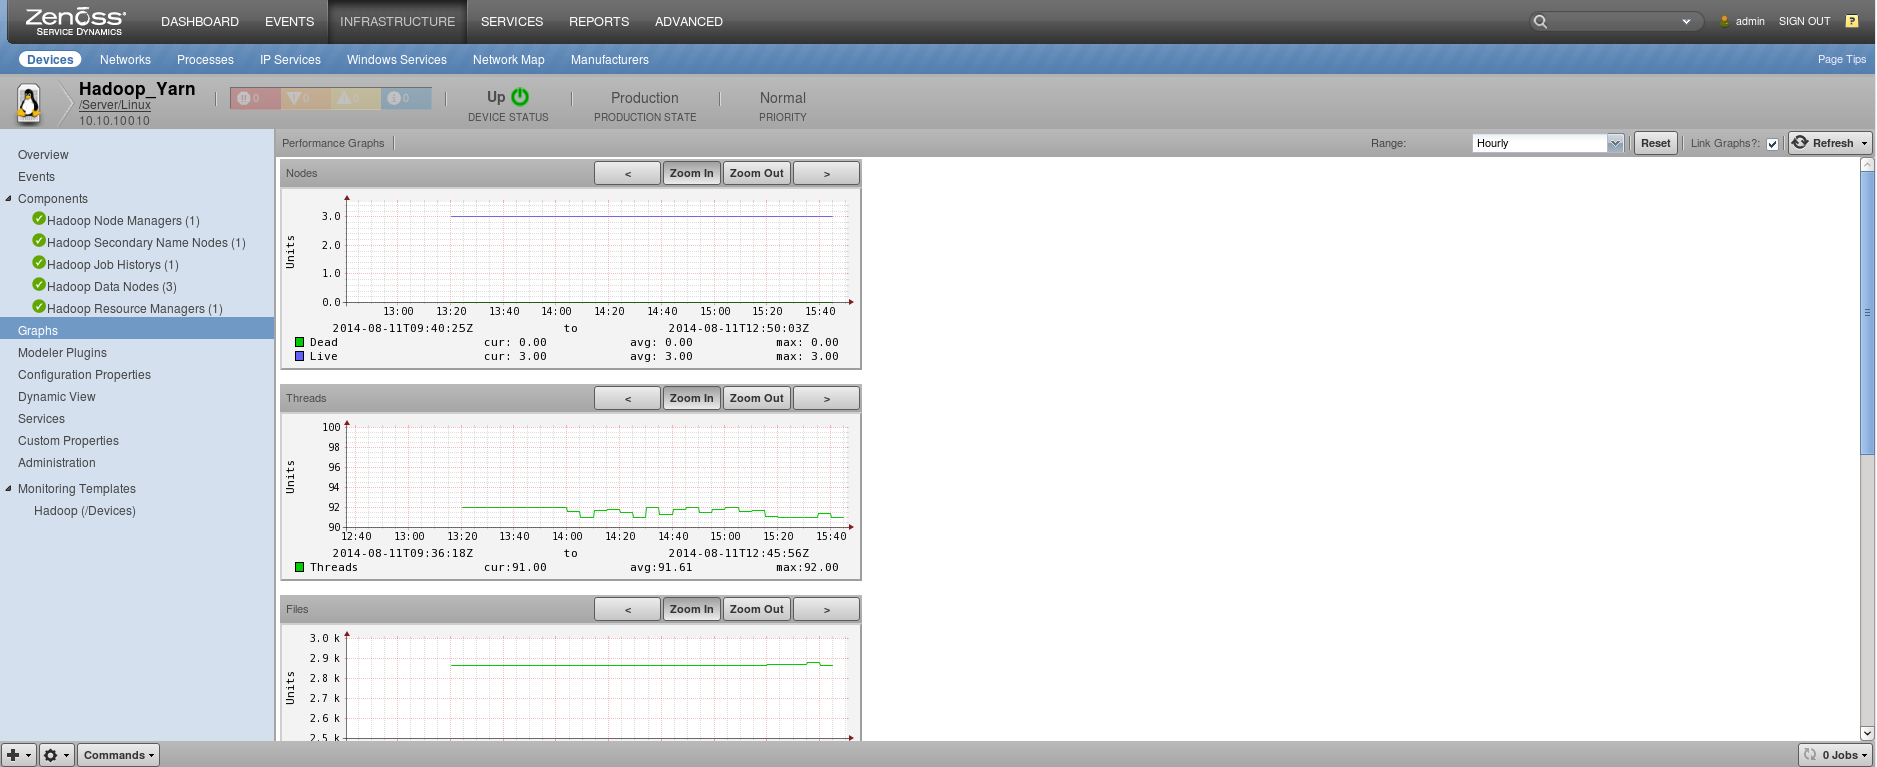 Zenoss
SERVICE DYNAMICS
DASHBOARD EVENTS INFRASTRUCTURE SERVICES REPORTS ADVANCED
admin SIGN OUT ?
Devices Networks Processes IP Services Windows Services Network Map Manufacturers Page Tips
Hadoop_Yarn
/Server/Linux
10.10.100.10
0 0 0 0
Up
DEVICE STATUS
Production
PRODUCTION STATE
Normal
PRIORITY
Overview
Events
Components
Hadoop Node Managers (1)
Hadoop Secondary Name Nodes (1)
Hadoop Job Historys (1)
Hadoop Data Nodes (3)
Hadoop Resource Managers (1)
Graphs
Modeler Plugins
Configuration Properties
Dynamic View
Services
Custom Properties
Administration
Monitoring Templates
Hadoop (/Devices)
Performance Graphs Range: Hourly Reset Link Graphs?: Refresh
Nodes < Zoom In Zoom Out >
3.0
2.0
1.0
0.0
Units
13:00 13:20 13:40 14:00 14:20 14:40 15:00 15:20 15:40
2014-08-11T09:40:25Z to 2014-08-11T12:50:03Z
Dead cur: 0.00 avg: 0.00 max: 0.00
Live cur: 3.00 avg: 3.00 max: 3.00
Threads < Zoom In Zoom Out >
100
98
96
94
92
90
Units
12:40 13:00 13:20 13:40 14:00 14:20 14:40 15:00 15:20 15:40
2014-08-11T09:36:18Z to 2014-08-11T12:45:56Z
Threads cur:91.00 avg:91.61 max:92.00
Files < Zoom In Zoom Out >
3.0 k
2.9 k
2.8 k
2.7 k
2.6 k
2.5 k
Units
Commands 0 Jobs